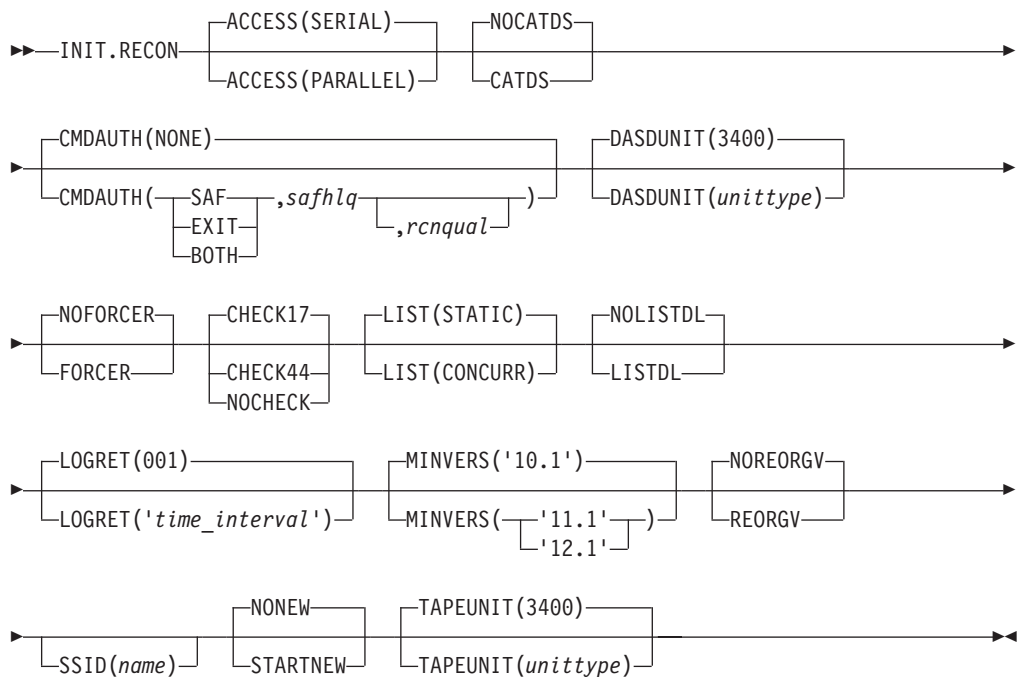 ACCESS(SERIAL) NOCATDS
INIT.RECON
ACCESS(PARALLEL) CATDS
CMDAUTH(NONE) DASDUNIT(3400)
CMDAUTH( SAF ,safhlq ) DASDUNIT(unittype)
EXIT ,rcnqual
BOTH
NOFORCER CHECK17 LIST(STATIC) NOLISTDL
FORCER CHECK44 LIST(CONCURR) LISTDL
NOCHECK
LOGRET(001) MINVERS('10.1') NOREORGV
LOGRET('time_interval') MINVERS( '11.1' ) REORGV
'12.1'
NONEW TAPEUNIT(3400)
SSID(name) STARTNEW TAPEUNIT(unittype)